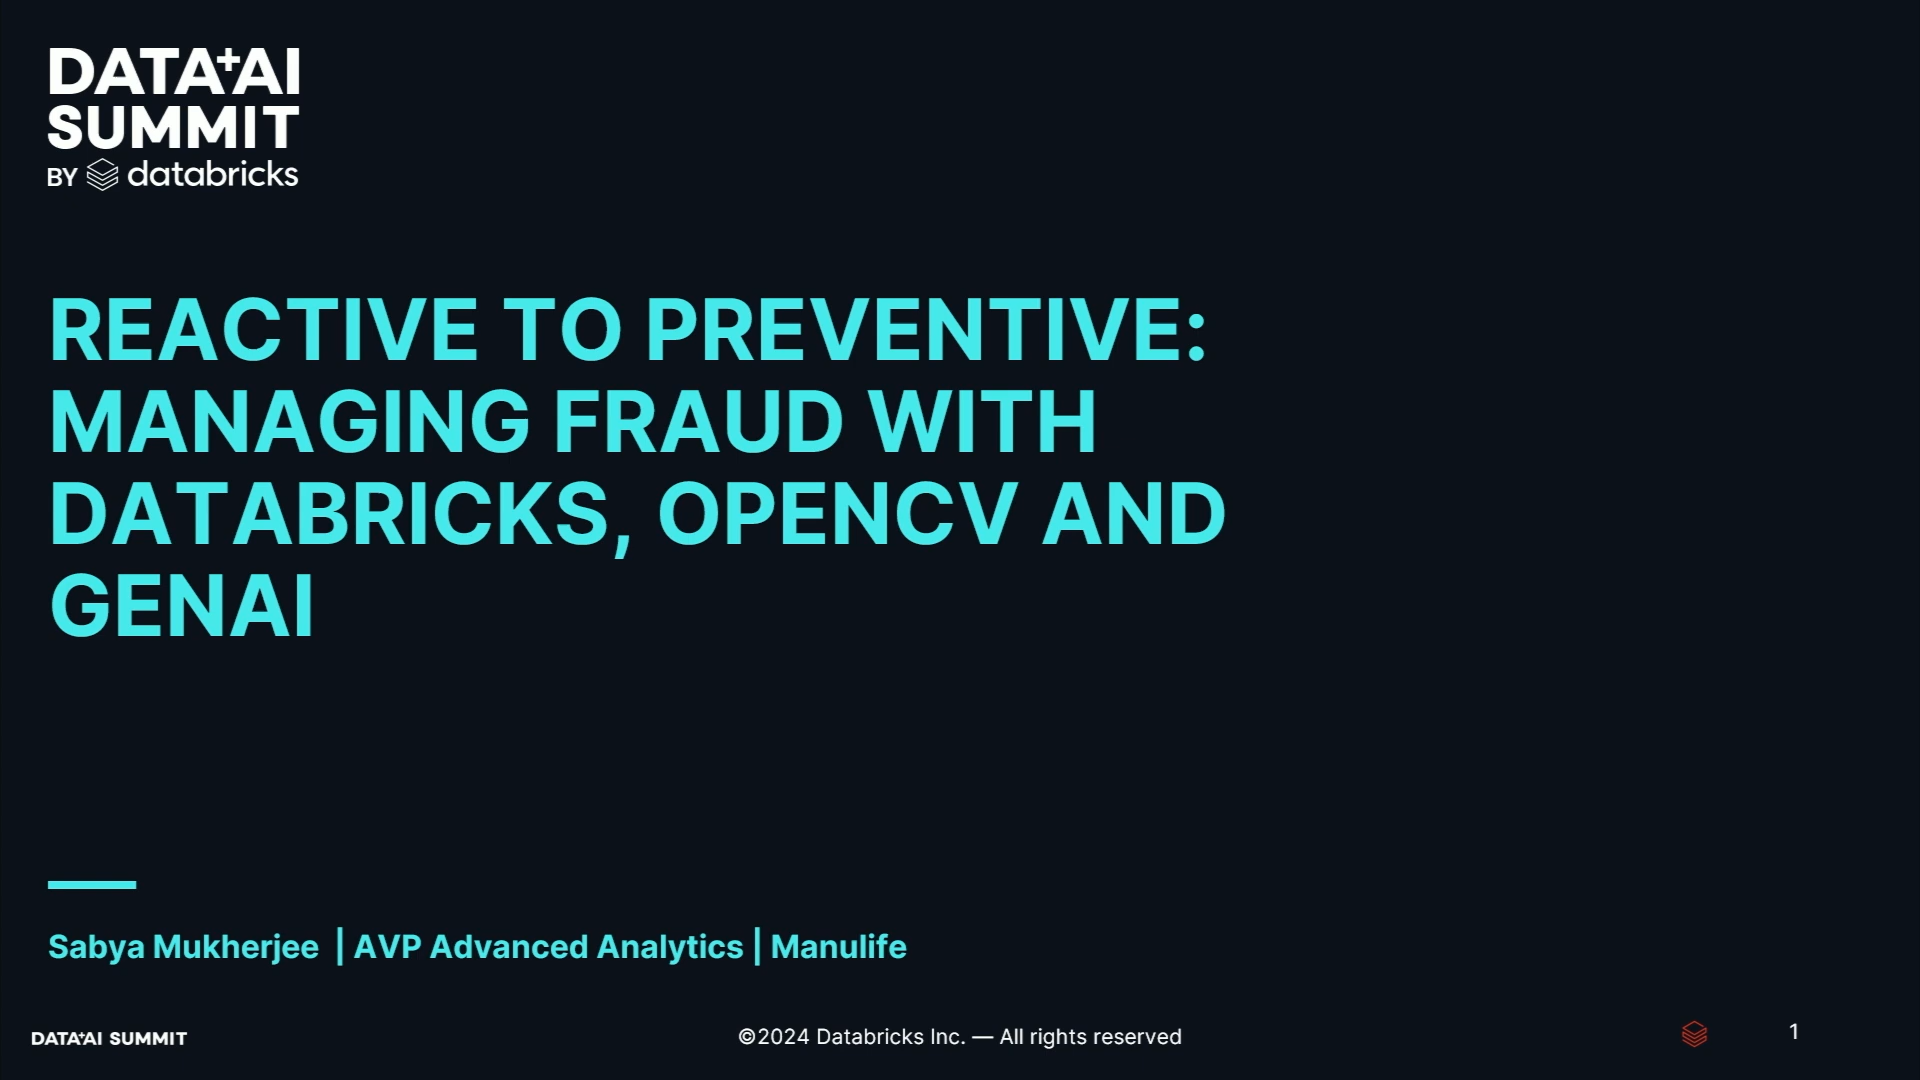 DATA+AI
SUMMIT
BY databricks
REACTIVE TO PREVENTIVE:
MANAGING FRAUD WITH
DATABRICKS, OPENCV AND
GENAI
Sabya Mukherjee | AVP Advanced Analytics | Manulife
DATA+AI SUMMIT
©2024 Databricks Inc. — All rights reserved
1